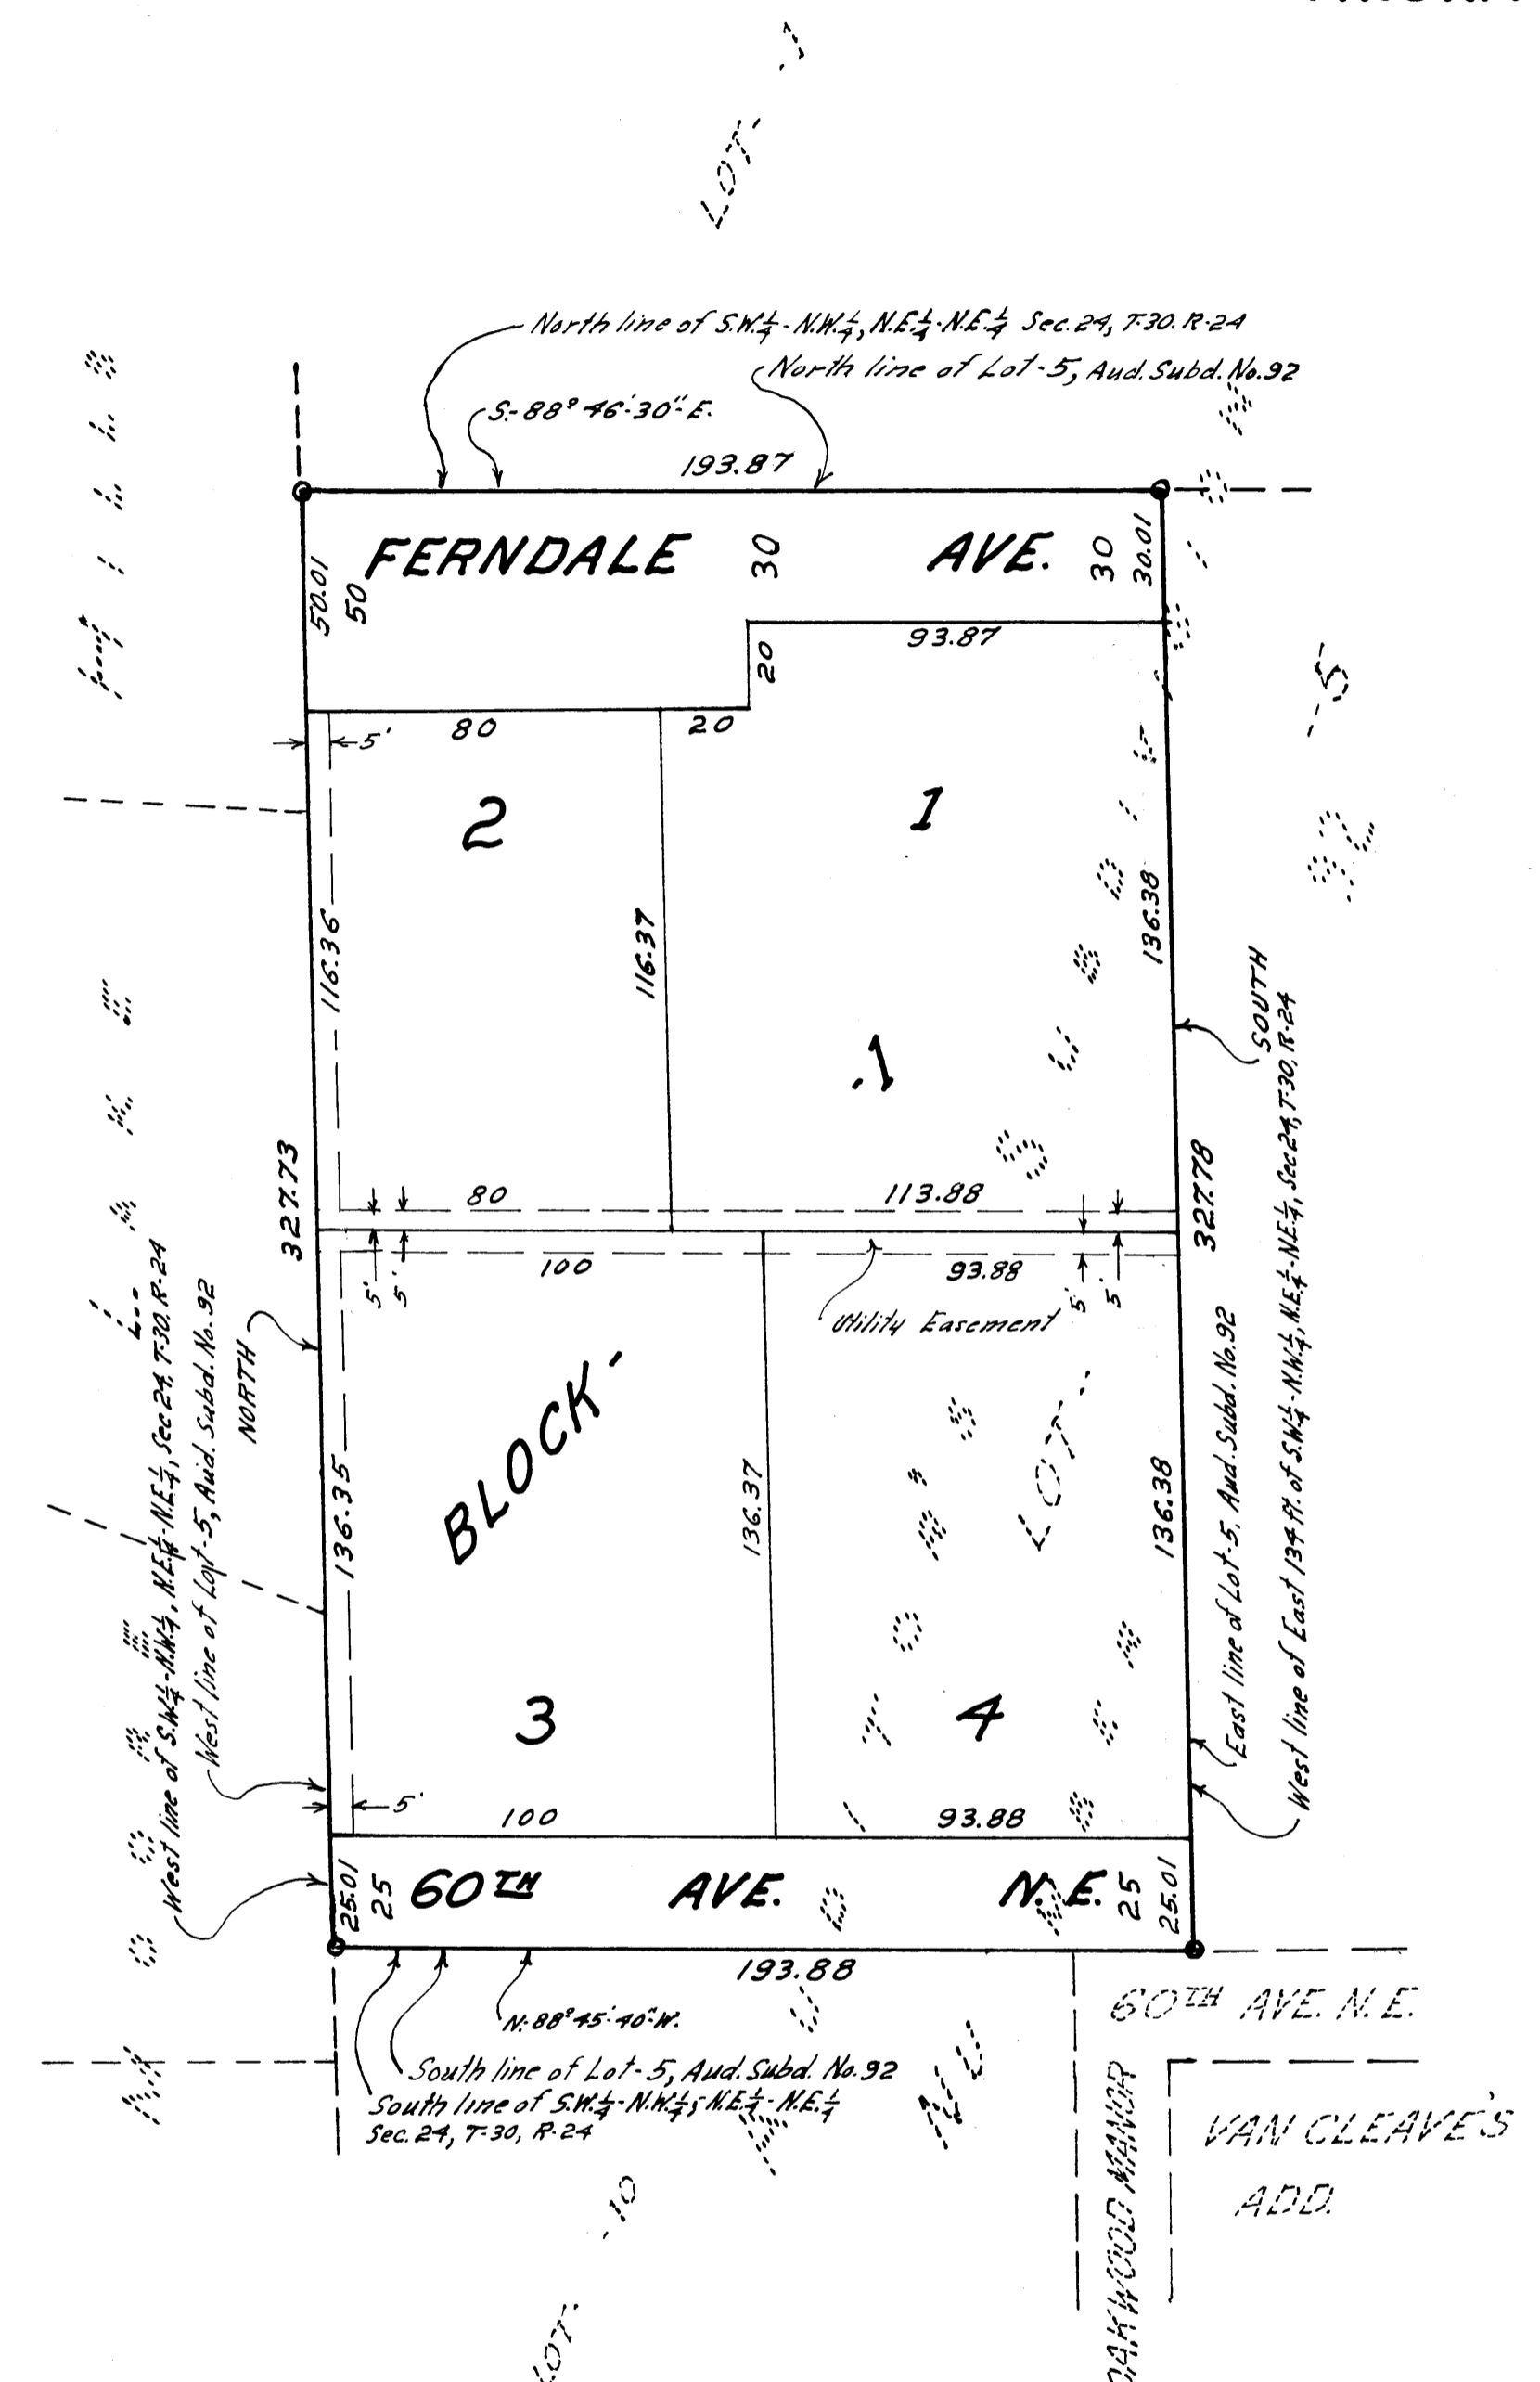 LOT-
1
North line of S.W.¼-N.W.¼, N.E.¼-N.E.¼ Sec. 24, T-30. R-24
North line of Lot-5, Aud. Subd. No. 92
S.-88°-46'-30"-E.
193.87
FERNDALE AVE.
50.01
50
30
30
30.01
93.87
20
80
20
5'
2
1
116.36
116.37
136.38
1
80
113.88
327.73
327.78
SOUTH
100
93.88
5'
5'
5'
5'
Utility Easement
NORTH
West line of S.W.¼-N.W.¼, N.E.¼-N.E.¼, Sec 24, T-30. R-24
West line of Lot-5, Aud. Subd. No. 92
East line of Lot-5, Aud. Subd. No. 92
West line of East 134 ft. of S.W.¼-N.W.¼, N.E.¼-N.E.¼, Sec 24, T-30, R-24
BLOCK-
LOT--
-5
136.35
136.37
136.38
3
4
5'
100
93.88
25.01
25
60TH AVE. N.E.
25
25.01
193.88
N-88°-45'-40"-W.
South line of Lot-5, Aud. Subd. No. 92
South line of S.W.¼-N.W.¼, N.E.¼-N.E.¼
Sec. 24, T-30, R-24
60TH AVE. N.E.
OAKWOOD MANOR
VAN CLEAVE'S
ADD.
-10
LOT-